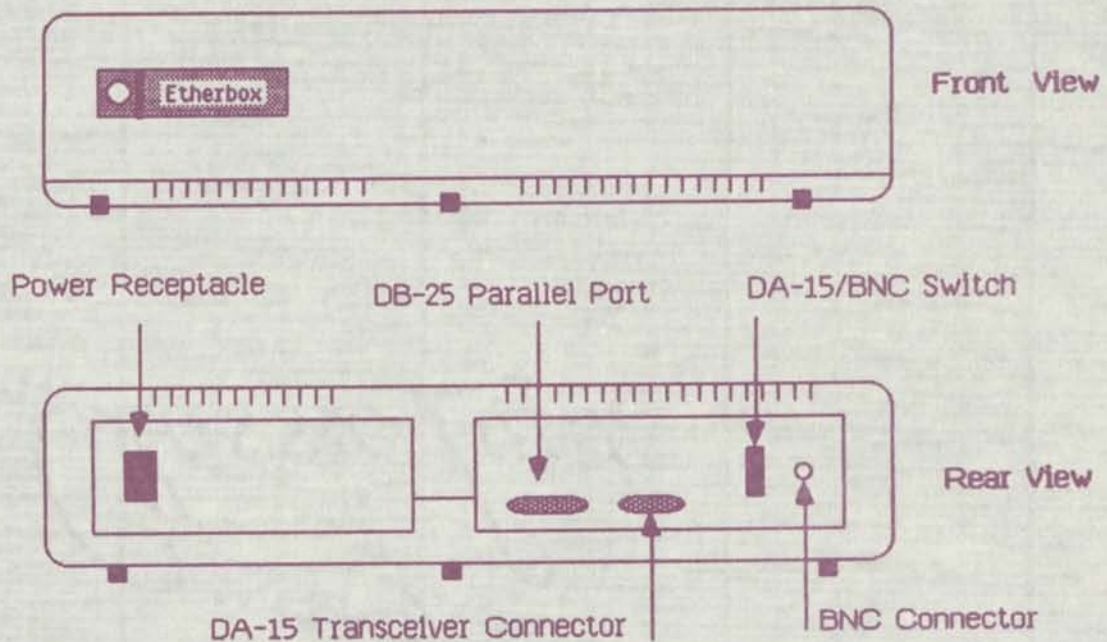 Etherbox
Front View
Power Receptacle
DB-25 Parallel Port
DA-15/BNC Switch
Rear View
DA-15 Transceiver Connector
BNC Connector